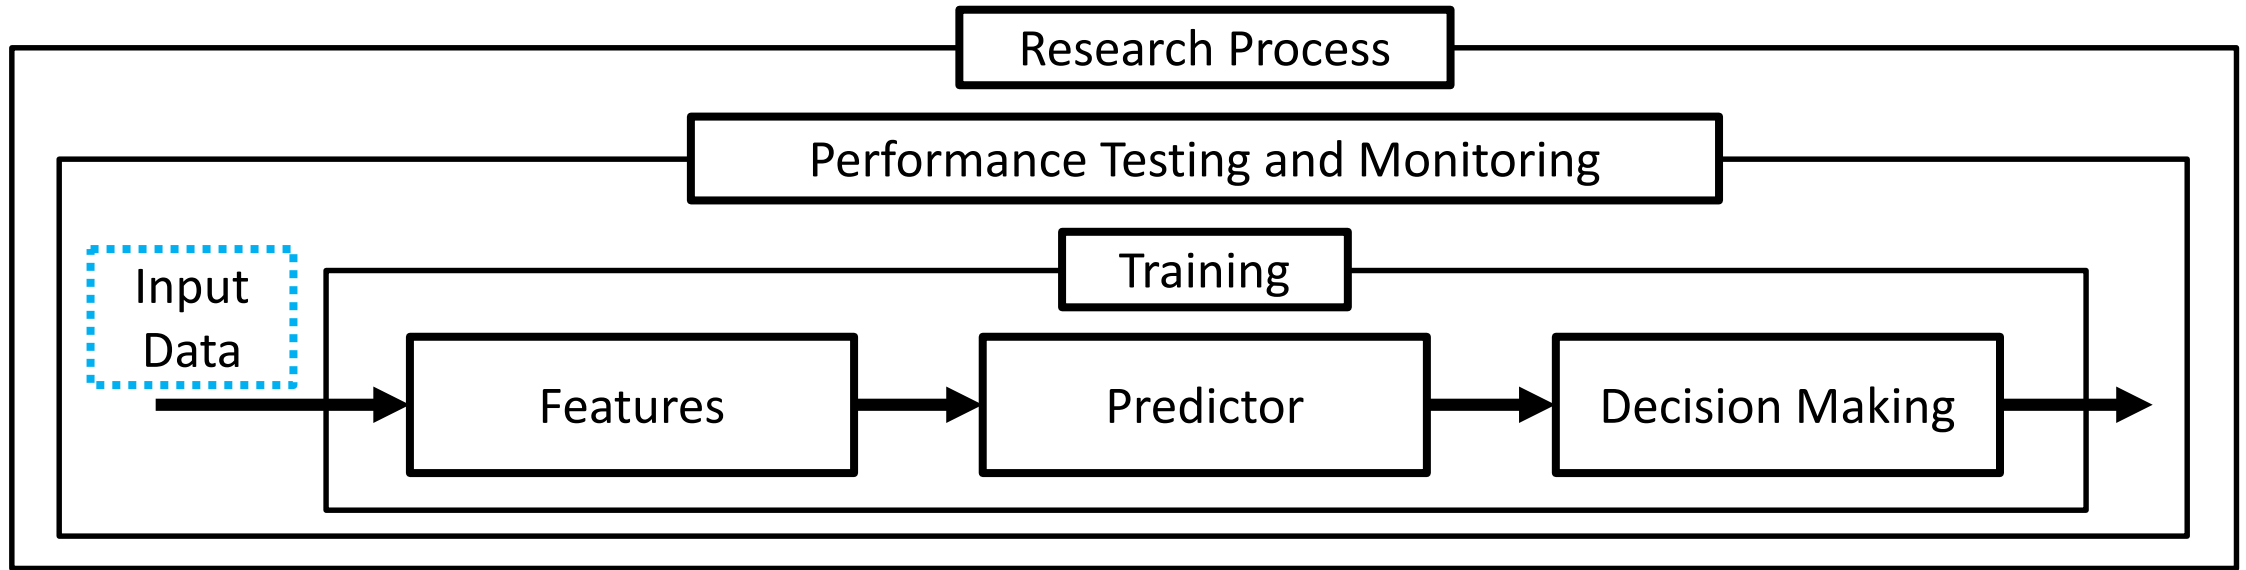 Research Process
Performance Testing and Monitoring
Training
Input
Data
Features
Predictor
Decision Making